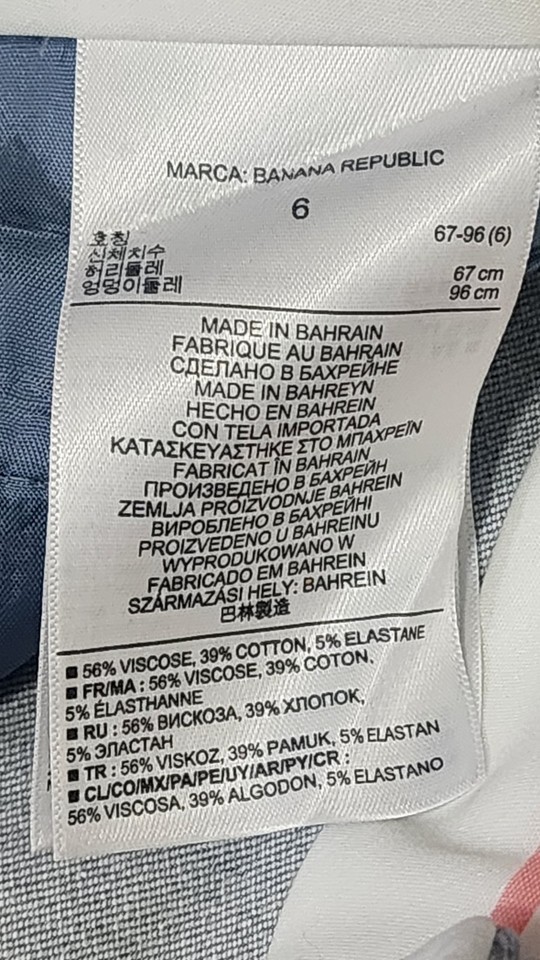 MARCA: BANANA REPUBLIC
6
호칭 67-96 (6)
신체치수
허리둘레 67 cm
엉덩이둘레 96 cm
MADE IN BAHRAIN
FABRIQUE AU BAHRAIN
СДЕЛАНО В БАХРЕЙНЕ
MADE IN BAHREYN
HECHO EN BAHREIN
CON TELA IMPORTADA
ΚΑΤΑΣΚΕΥΑΣΤΗΚΕ ΣΤΟ ΜΠΑΧΡΕΪΝ
FABRICAT ÎN BAHRAIN
ПРОИЗВЕДЕНО В БАХРЕЙН
ZEMLJA PROIZVODNJE BAHREIN
ВИРОБЛЕНО В БАХРЕЙНІ
PROIZVEDENO U BAHREINU
WYPRODUKOWANO W
FABRICADO EM BAHREIN
SZÁRMAZÁSI HELY: BAHREIN
巴林製造
■ 56% VISCOSE, 39% COTTON, 5% ELASTANE
■ FR/MA : 56% VISCOSE, 39% COTON,
5% ÉLASTHANNE
■ RU : 56% ВИСКОЗА, 39% ХЛОПОК,
5% ЭЛАСТАН
■ TR : 56% VISKOZ, 39% PAMUK, 5% ELASTAN
■ CL/CO/MX/PA/PE/UY/AR/PY/CR :
56% VISCOSA, 39% ALGODON, 5% ELASTANO